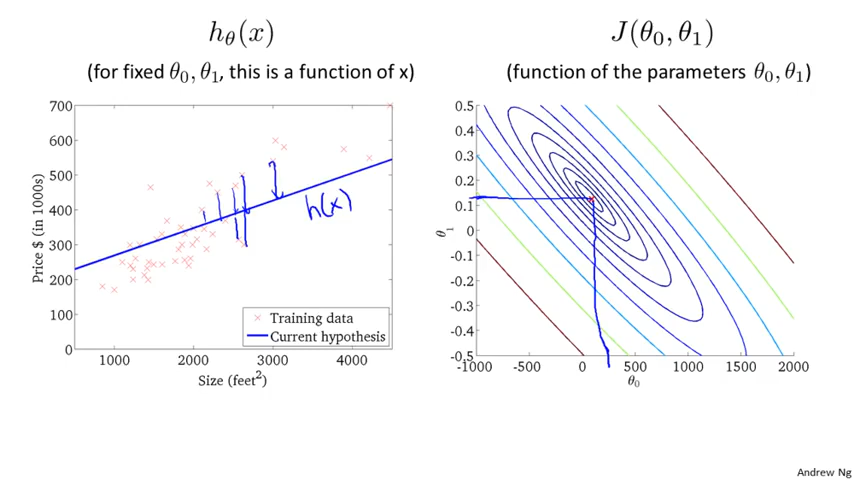 h_θ(x)
J(θ₀, θ₁)
(for fixed θ₀, θ₁, this is a function of x)
(function of the parameters θ₀, θ₁)
700
600
500
400
300
200
100
0
Price $ (in 1000s)
h(x)
× Training data
Current hypothesis
1000
2000
3000
4000
Size (feet²)
0.5
0.4
0.3
0.2
0.1
0
-0.1
-0.2
-0.3
-0.4
-0.5
θ₁
-1000
-500
0
500
1000
1500
2000
θ₀
Andrew Ng